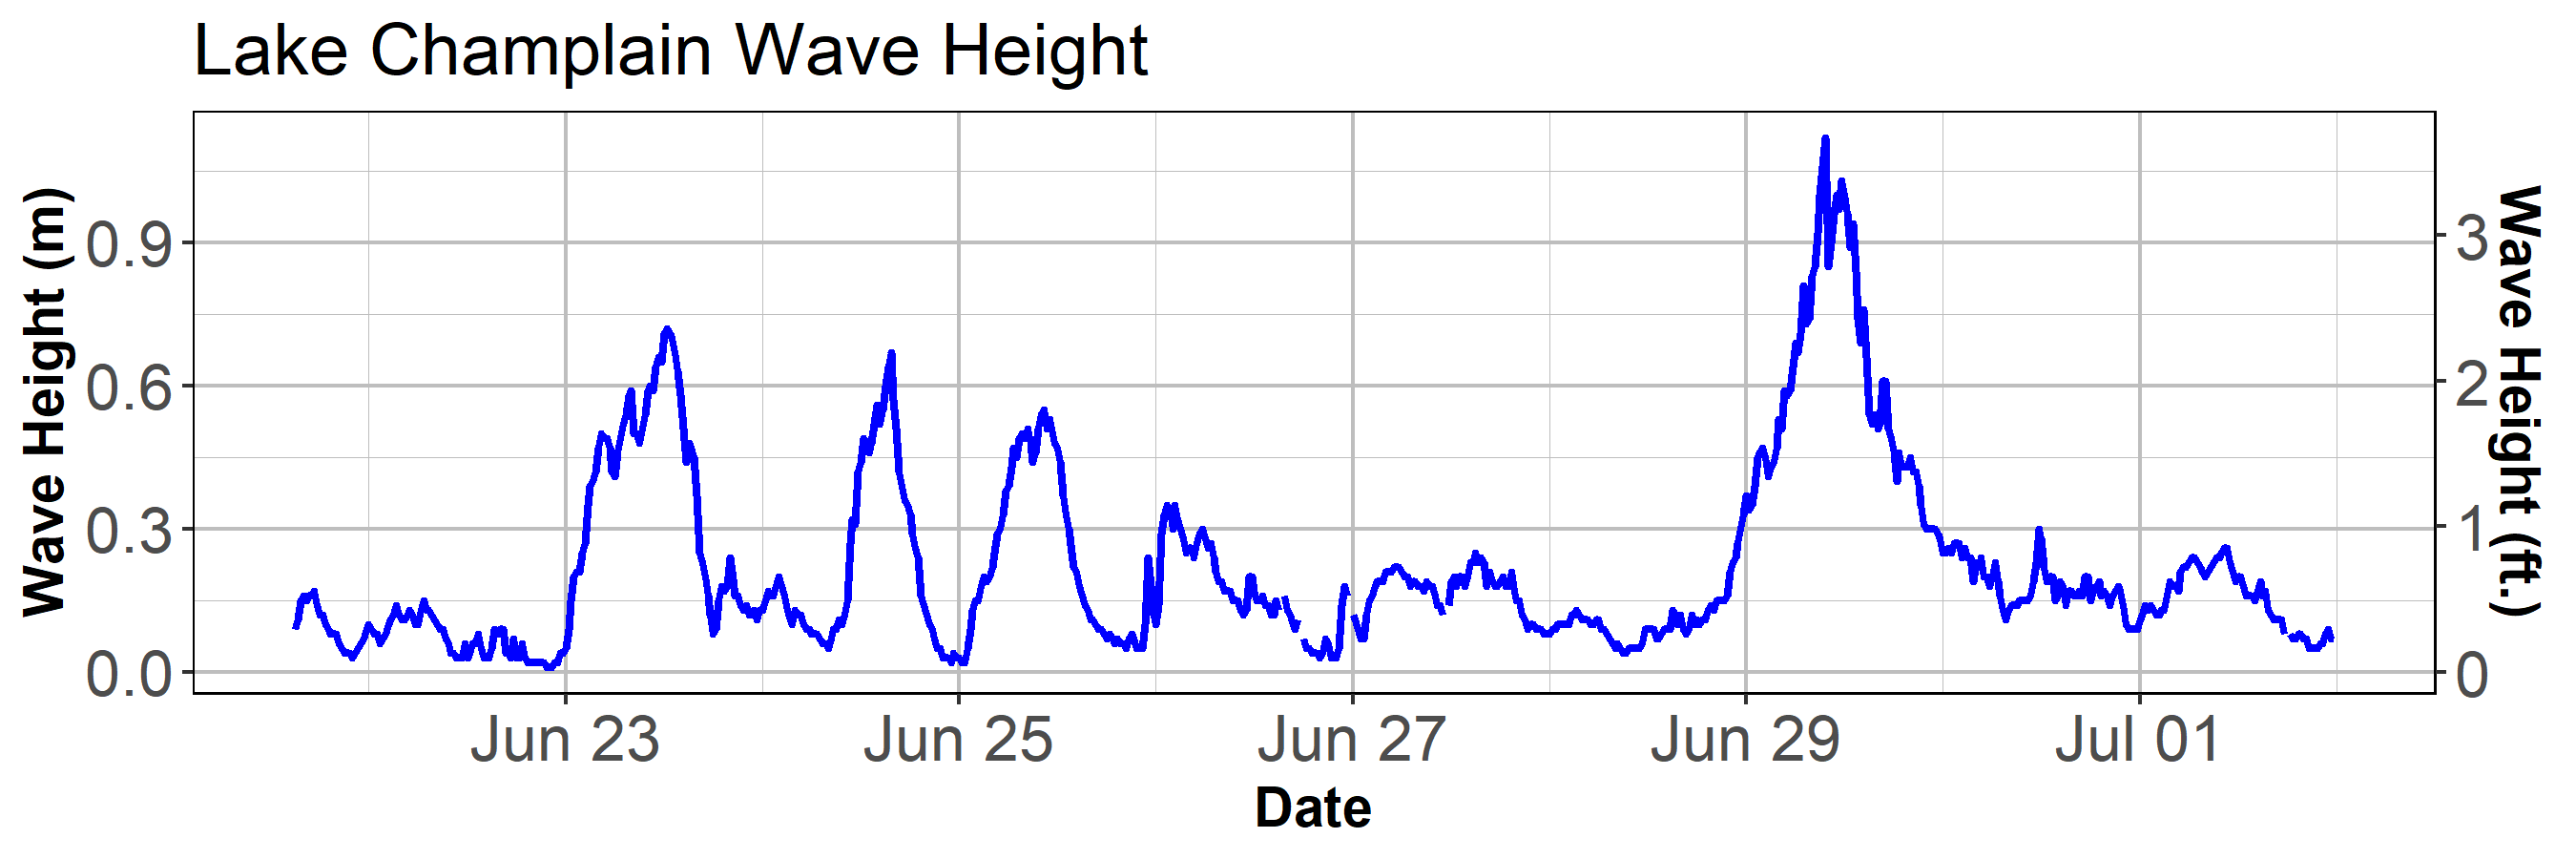 Lake Champlain Wave Height
Wave Height (m)
0.9
0.6
0.3
0.0
3
2
1
0
Wave Height (ft.)
Jun 23 Jun 25 Jun 27 Jun 29 Jul 01
Date